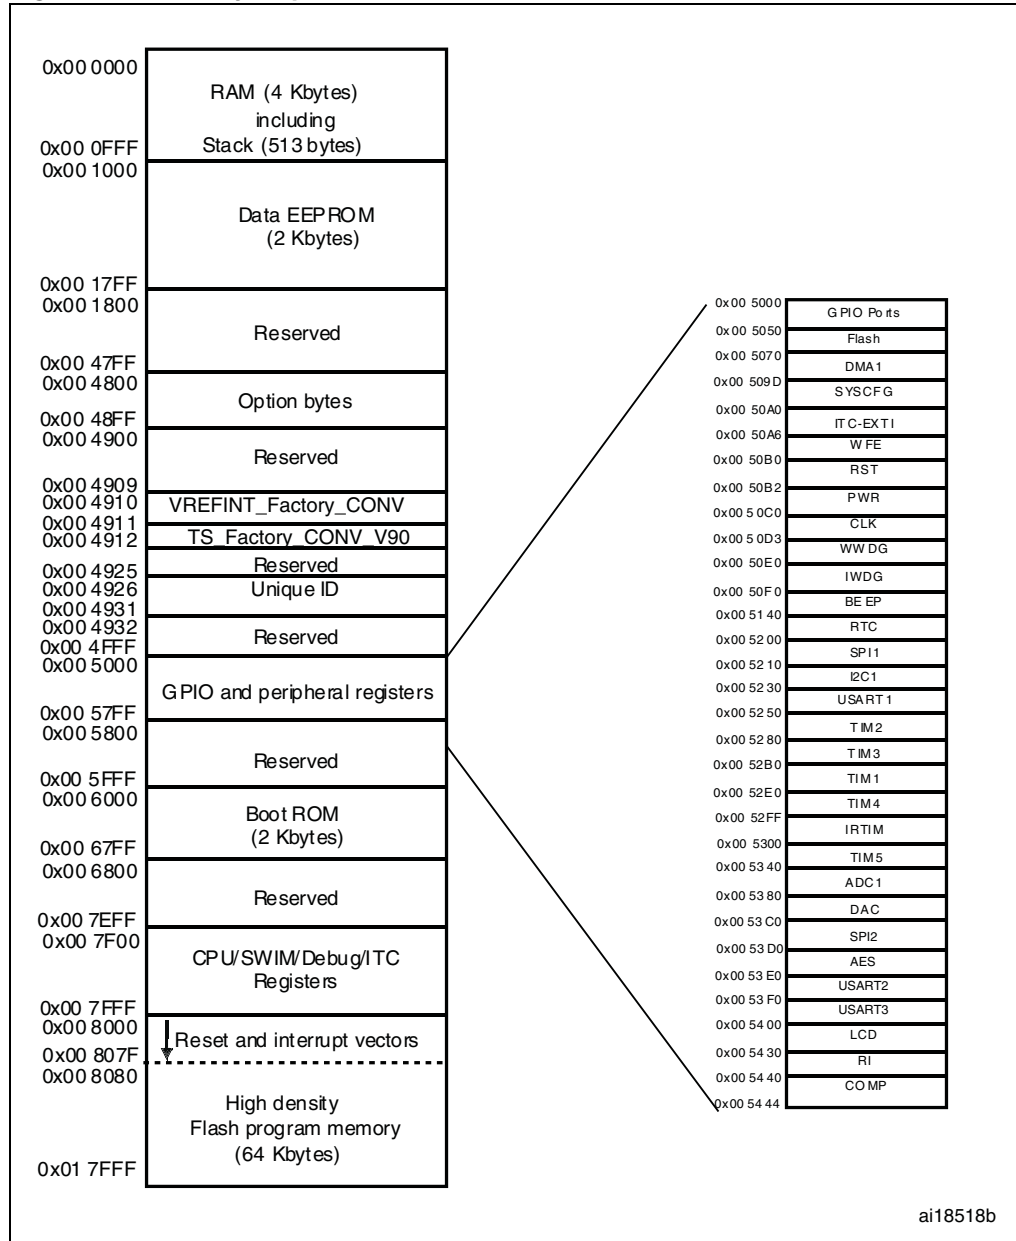 0x00 0000
RAM (4 Kbytes)
including
Stack (513 bytes)
0x00 0FFF
0x00 1000
Data EEPROM
(2 Kbytes)
0x00 17FF
0x00 1800
Reserved
0x00 47FF
0x00 4800
Option bytes
0x00 48FF
0x00 4900
Reserved
0x00 4909
0x00 4910
VREFINT_Factory_CONV
0x00 4911
0x00 4912
TS_Factory_CONV_V90
Reserved
0x00 4925
0x00 4926
Unique ID
0x00 4931
0x00 4932
Reserved
0x00 4FFF
0x00 5000
GPIO and peripheral registers
0x00 57FF
0x00 5800
Reserved
0x00 5FFF
0x00 6000
Boot ROM
(2 Kbytes)
0x00 67FF
0x00 6800
Reserved
0x00 7EFF
0x00 7F00
CPU/SWIM/Debug/ITC
Registers
0x00 7FFF
0x00 8000
Reset and interrupt vectors
0x00 807F
0x00 8080
High density
Flash program memory
(64 Kbytes)
0x01 7FFF
0x00 5000
GPIO Ports
0x00 5050
Flash
0x00 5070
DMA1
0x00 509D
SYSCFG
0x00 50A0
ITC-EXTI
0x00 50A6
WFE
0x00 50B0
RST
0x00 50B2
PWR
0x00 50C0
CLK
0x00 50D3
WWDG
0x00 50E0
IWDG
0x00 50F0
BEEP
0x00 5140
RTC
0x00 5200
SPI1
0x00 5210
I2C1
0x00 5230
USART1
0x00 5250
TIM2
0x00 5280
TIM3
0x00 52B0
TIM1
0x00 52E0
TIM4
0x00 52FF
IRTIM
0x00 5300
TIM5
0x00 5340
ADC1
0x00 5380
DAC
0x00 53C0
SPI2
0x00 53D0
AES
0x00 53E0
USART2
0x00 53F0
USART3
0x00 5400
LCD
0x00 5430
RI
0x00 5440
COMP
0x00 5444
ai18518b